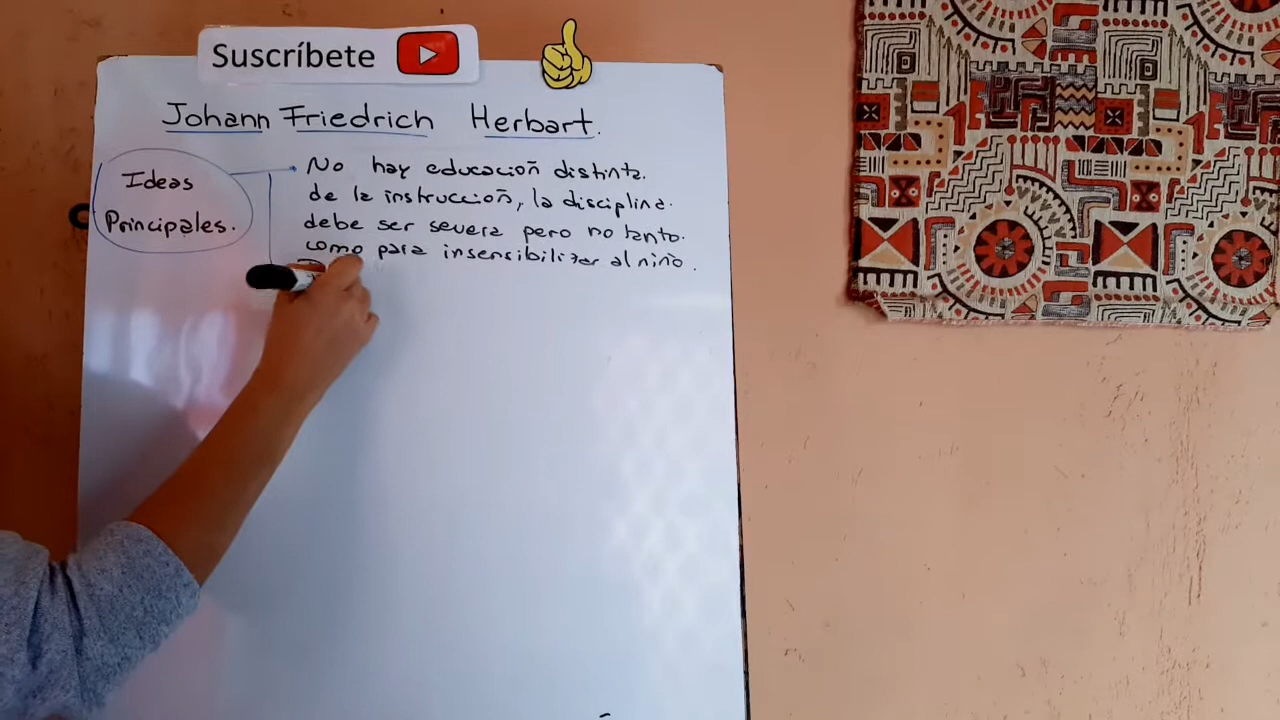 Suscríbete
Johann Friedrich Herbart.
Ideas
Principales.
No hay educación distinta.
de la instrucción, la disciplina.
debe ser severa pero no tanto.
como para insensibilizar al niño.